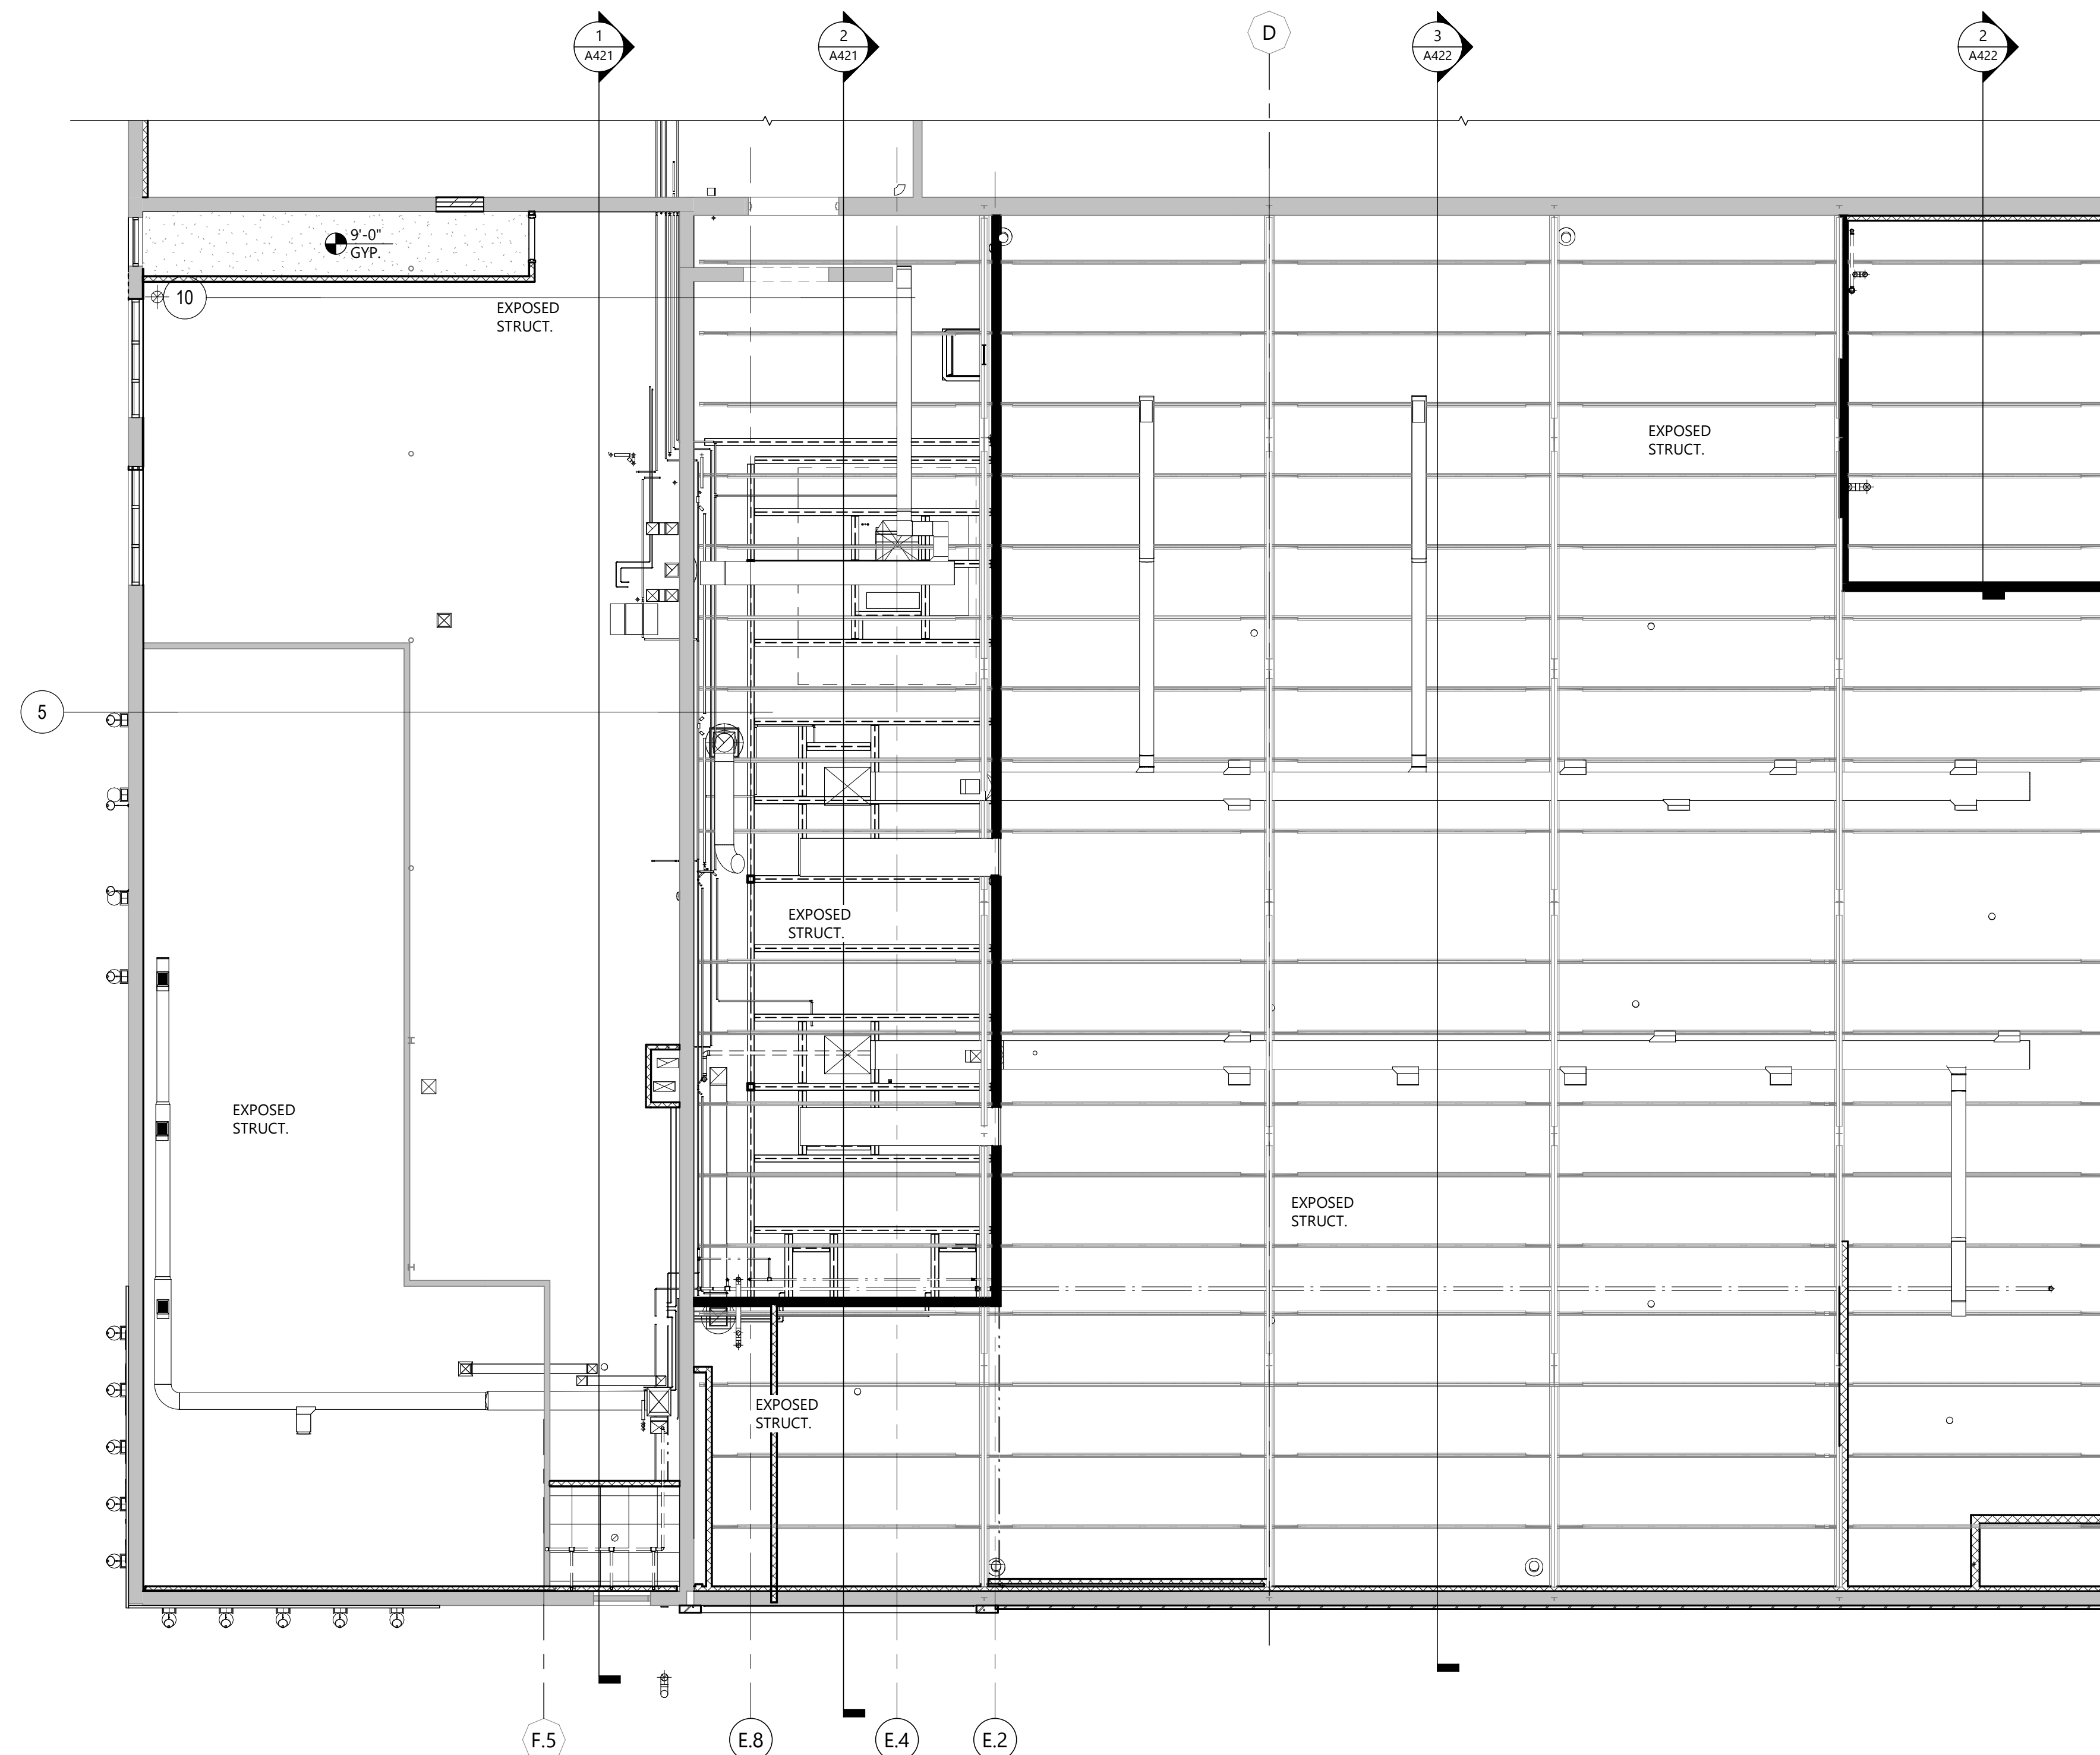 1
A421
2
A421
D
3
A422
2
A422
9'-0"
GYP.
10
EXPOSED
STRUCT.
EXPOSED
STRUCT.
5
EXPOSED
STRUCT.
EXPOSED
STRUCT.
EXPOSED
STRUCT.
EXPOSED
STRUCT.
F.5
E.8
E.4
E.2